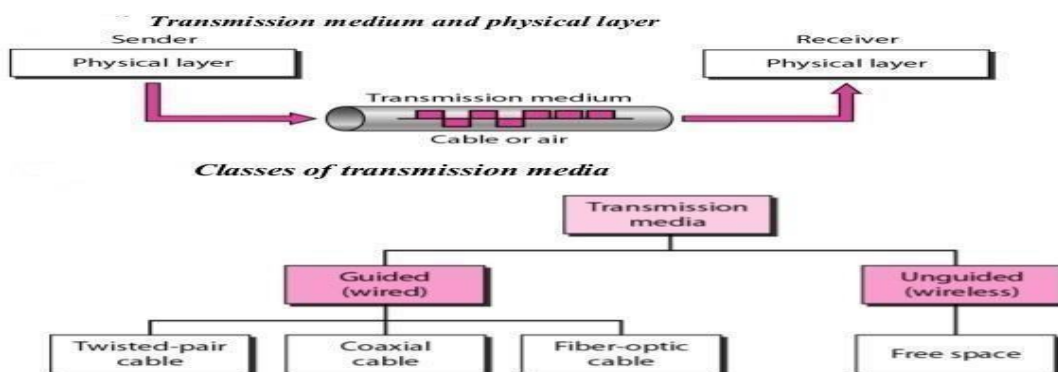 Transmission medium and physical layer
Sender
Receiver
Physical layer
Physical layer
Transmission medium
Cable or air
Classes of transmission media
Transmission
media
Guided
(wired)
Unguided
(wireless)
Twisted-pair
cable
Coaxial
cable
Fiber-optic
cable
Free space